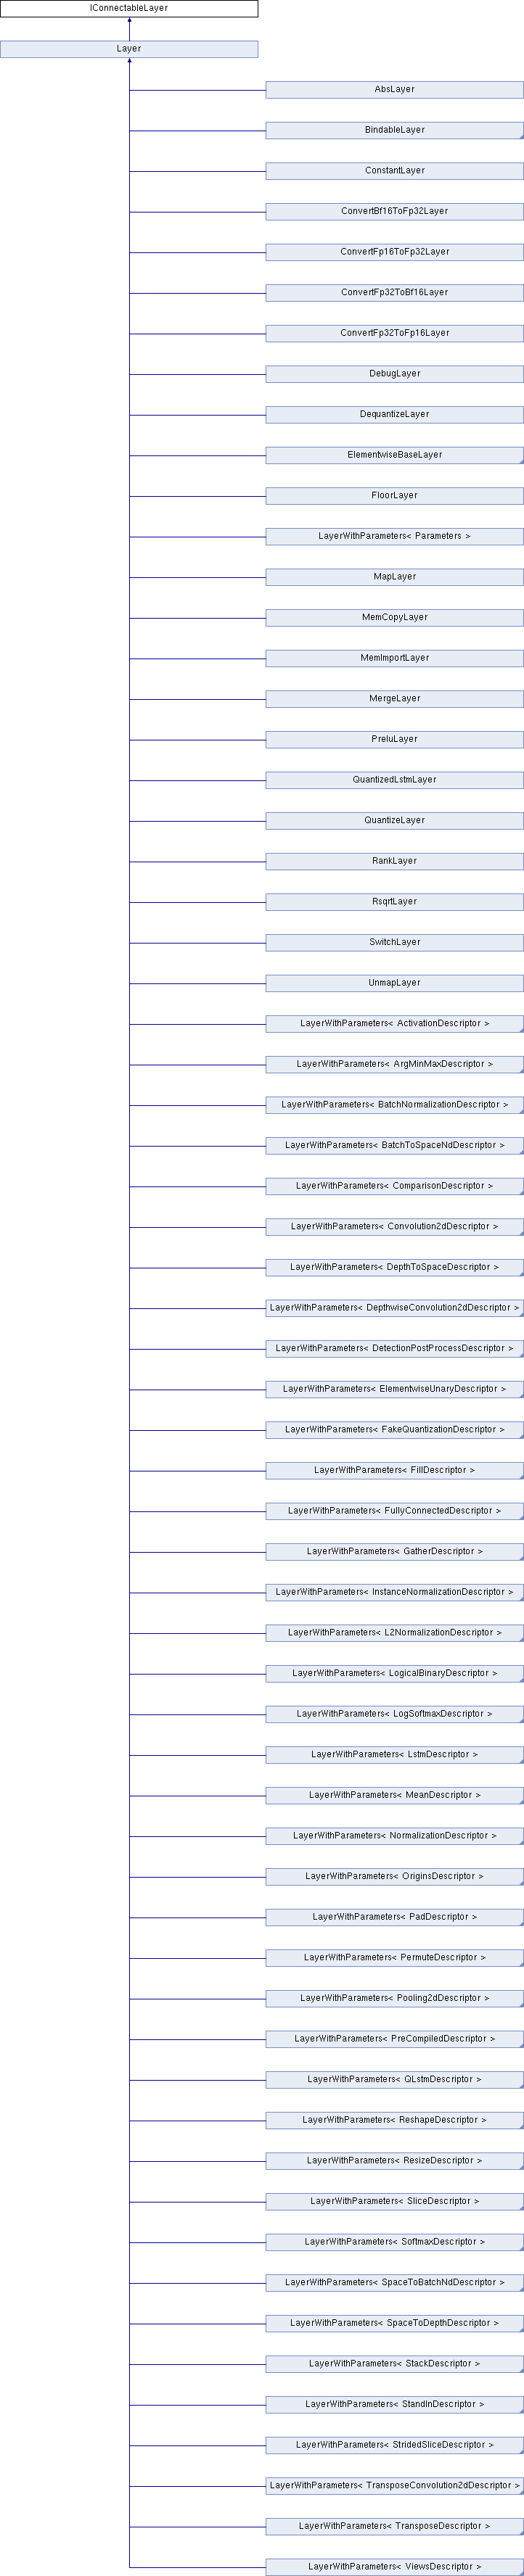 IConnectableLayer
Layer
AbsLayer
BindableLayer
ConstantLayer
ConvertBf16ToFp32Layer
ConvertFp16ToFp32Layer
ConvertFp32ToBf16Layer
ConvertFp32ToFp16Layer
DebugLayer
DequantizeLayer
ElementwiseBaseLayer
FloorLayer
LayerWithParameters< Parameters >
MapLayer
MemCopyLayer
MemImportLayer
MergeLayer
PreluLayer
QuantizedLstmLayer
QuantizeLayer
RankLayer
RsqrtLayer
SwitchLayer
UnmapLayer
LayerWithParameters< ActivationDescriptor >
LayerWithParameters< ArgMinMaxDescriptor >
LayerWithParameters< BatchNormalizationDescriptor >
LayerWithParameters< BatchToSpaceNdDescriptor >
LayerWithParameters< ComparisonDescriptor >
LayerWithParameters< Convolution2dDescriptor >
LayerWithParameters< DepthToSpaceDescriptor >
LayerWithParameters< DepthwiseConvolution2dDescriptor >
LayerWithParameters< DetectionPostProcessDescriptor >
LayerWithParameters< ElementwiseUnaryDescriptor >
LayerWithParameters< FakeQuantizationDescriptor >
LayerWithParameters< FillDescriptor >
LayerWithParameters< FullyConnectedDescriptor >
LayerWithParameters< GatherDescriptor >
LayerWithParameters< InstanceNormalizationDescriptor >
LayerWithParameters< L2NormalizationDescriptor >
LayerWithParameters< LogicalBinaryDescriptor >
LayerWithParameters< LogSoftmaxDescriptor >
LayerWithParameters< LstmDescriptor >
LayerWithParameters< MeanDescriptor >
LayerWithParameters< NormalizationDescriptor >
LayerWithParameters< OriginsDescriptor >
LayerWithParameters< PadDescriptor >
LayerWithParameters< PermuteDescriptor >
LayerWithParameters< Pooling2dDescriptor >
LayerWithParameters< PreCompiledDescriptor >
LayerWithParameters< QLstmDescriptor >
LayerWithParameters< ReshapeDescriptor >
LayerWithParameters< ResizeDescriptor >
LayerWithParameters< SliceDescriptor >
LayerWithParameters< SoftmaxDescriptor >
LayerWithParameters< SpaceToBatchNdDescriptor >
LayerWithParameters< SpaceToDepthDescriptor >
LayerWithParameters< StackDescriptor >
LayerWithParameters< StandInDescriptor >
LayerWithParameters< StridedSliceDescriptor >
LayerWithParameters< TransposeConvolution2dDescriptor >
LayerWithParameters< TransposeDescriptor >
LayerWithParameters< ViewsDescriptor >